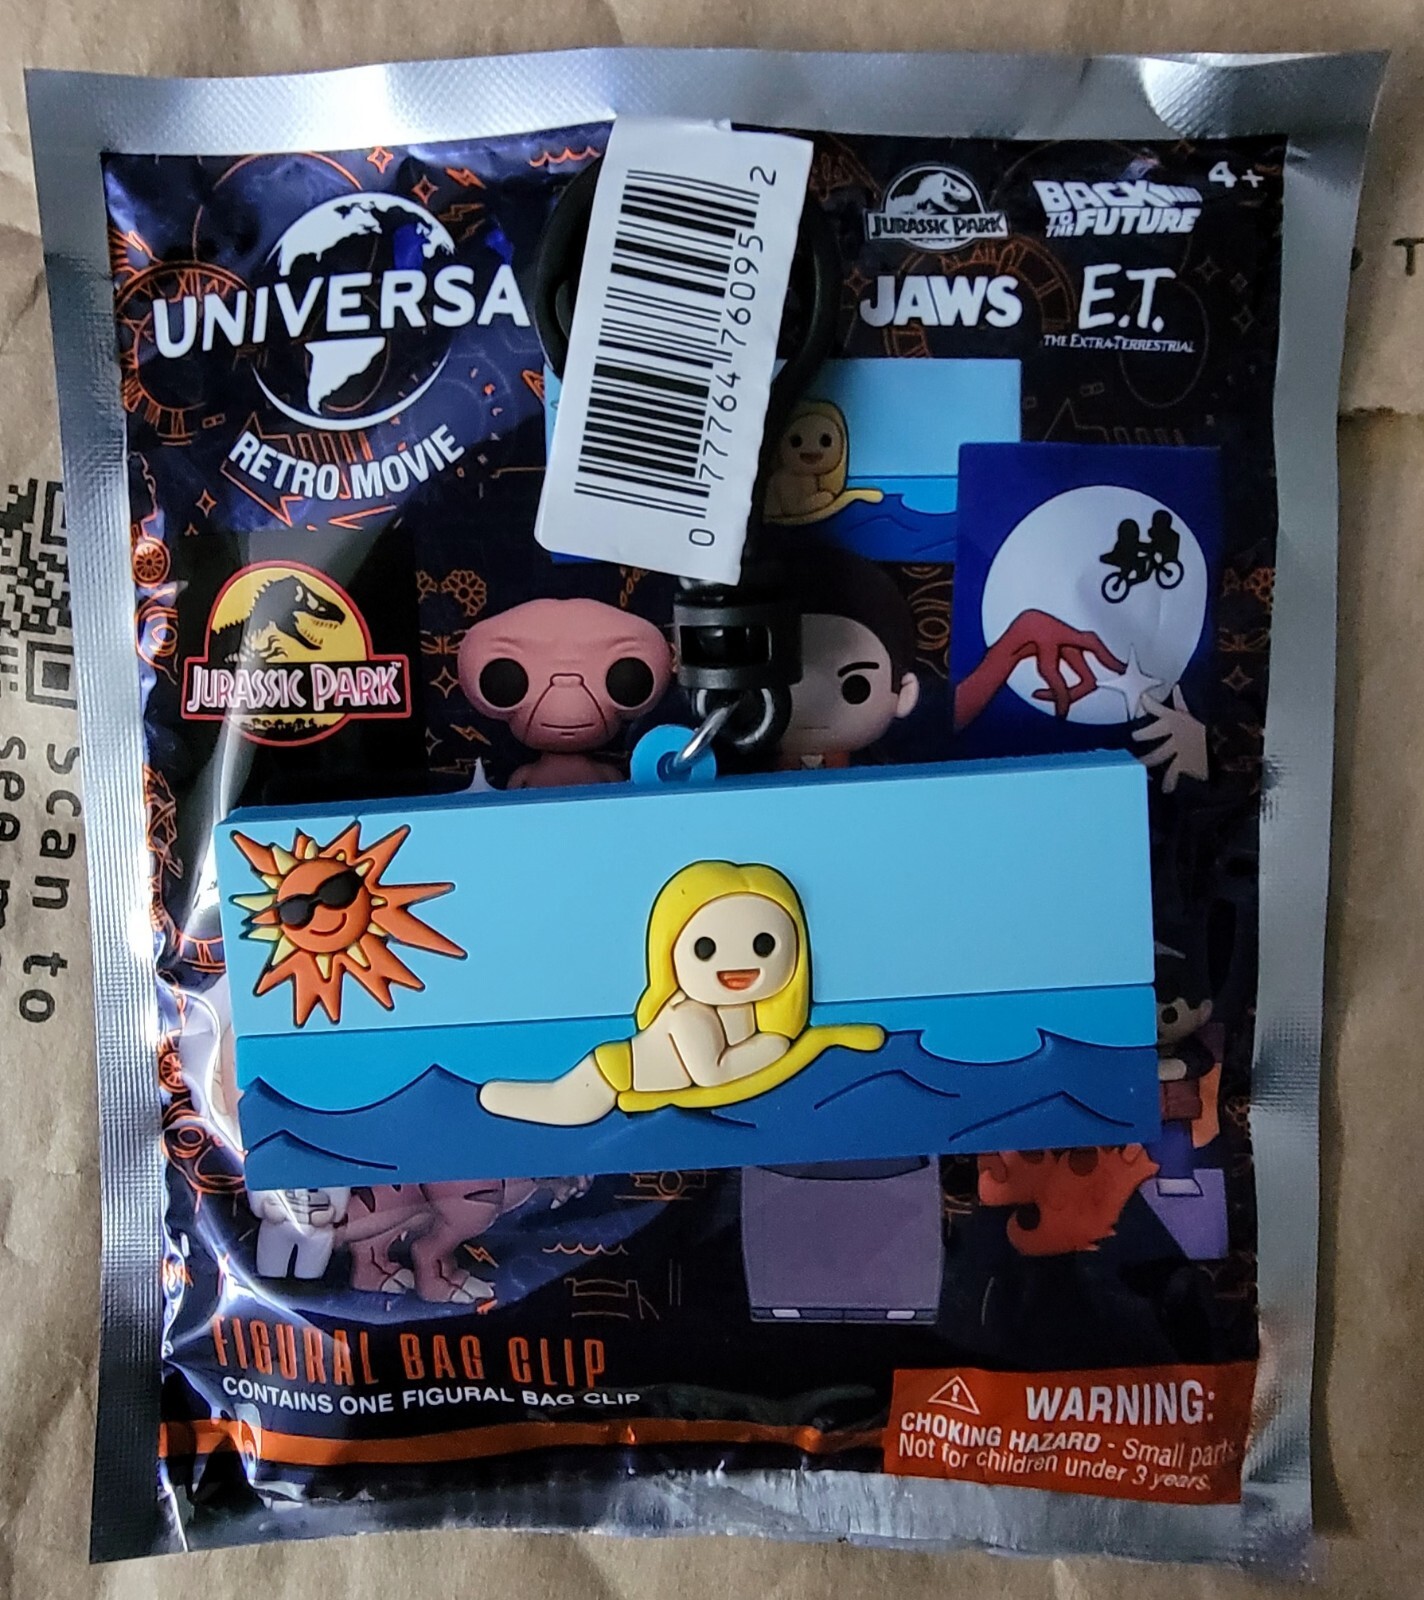 UNIVERSA
RETRO MOVIE
0 77764 76095 2
4+
JURASSIC PARK
BACK TO THE FUTURE
JAWS
E.T.
THE EXTRA-TERRESTRIAL
JURASSIC PARK™
FIGURAL BAG CLIP
CONTAINS ONE FIGURAL BAG CLIP
WARNING:
CHOKING HAZARD - Small parts
Not for children under 3 years.
scan to